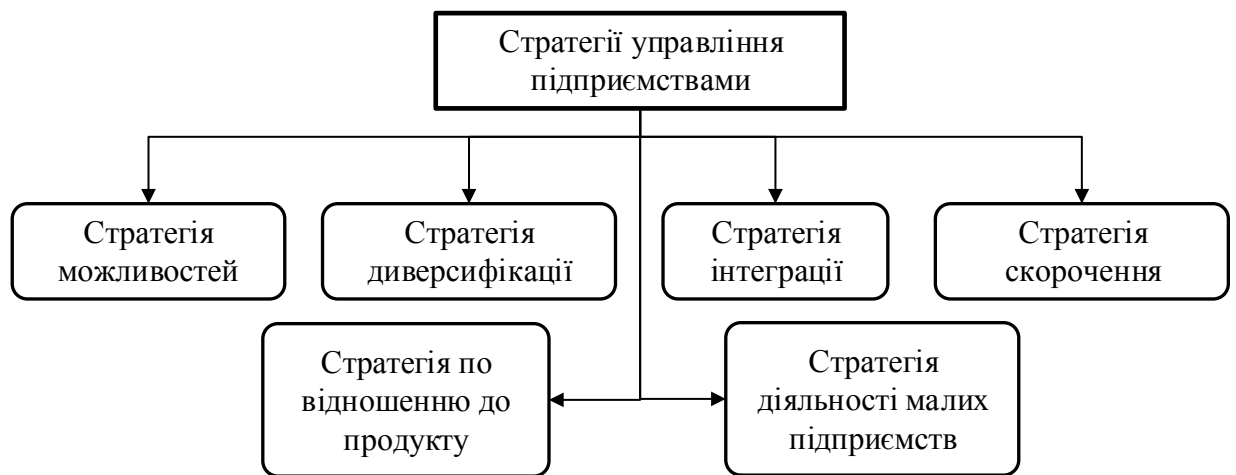 Стратегії управління
підприємствами
Стратегія
можливостей
Стратегія
диверсифікації
Стратегія
інтеграції
Стратегія
скорочення
Стратегія по
відношенню до
продукту
Стратегія
діяльності малих
підприємств